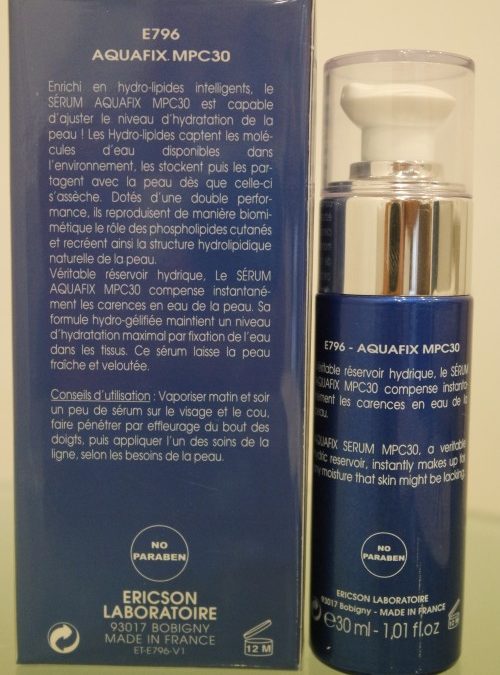 E796
AQUAFIX MPC30
Enrichi en hydro-lipides intelligents, le
SÉRUM AQUAFIX MPC30 est capable
d'ajuster le niveau d'hydratation de la
peau ! Les Hydro-lipides captent les molé-
cules d'eau disponibles dans
l'environnement, les stockent puis les par-
tagent avec la peau dès que celle-ci
s'assèche. Dotés d'une double perfor-
mance, ils reproduisent de manière biomi-
métique le rôle des phospholipides cutanés
et recréent ainsi la structure hydrolipidique
naturelle de la peau.
Véritable réservoir hydrique, Le SÉRUM
AQUAFIX MPC30 compense instantané-
ment les carences en eau de la peau. Sa
formule hydro-gélifiée maintient un niveau
d'hydratation maximal par fixation de l'eau
dans les tissus. Ce sérum laisse la peau
fraîche et veloutée.
Conseils d'utilisation : Vaporiser matin et soir
un peu de sérum sur le visage et le cou,
faire pénétrer par effleurage du bout des
doigts, puis appliquer l'un des soins de la
ligne, selon les besoins de la peau.
NO
PARABEN
ERICSON
LABORATOIRE
93017 BOBIGNY
MADE IN FRANCE
ET-E796-V1
12 M
E796 - AQUAFIX MPC30
Véritable réservoir hydrique, le SÉRUM
AQUAFIX MPC30 compense instanta-
nément les carences en eau de la
peau.
AQUAFIX SERUM MPC30, a veritable
hydric reservoir, instantly makes up for
any moisture that skin might be lacking.
NO
PARABEN
ERICSON LABORATOIRE
93017 Bobigny - MADE IN FRANCE
e30 ml - 1,01 fl.oz
12 M